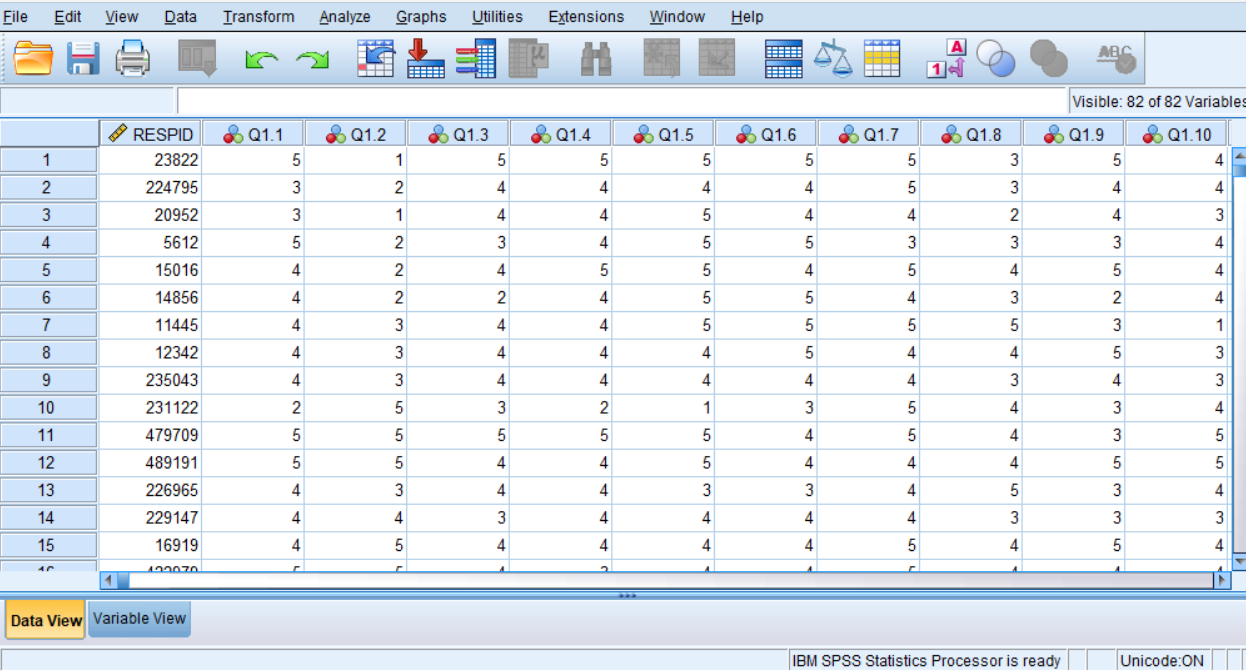 File Edit View Data Transform Analyze Graphs Utilities Extensions Window Help
A
1
μ
ABC
Visible: 82 of 82 Variables
RESPID Q1.1 Q1.2 Q1.3 Q1.4 Q1.5 Q1.6 Q1.7 Q1.8 Q1.9 Q1.10
1 23822 5 1 5 5 5 5 5 3 5 4
2 224795 3 2 4 4 4 4 5 3 4 4
3 20952 3 1 4 4 5 4 4 2 4 3
4 5612 5 2 3 4 5 5 3 3 3 4
5 15016 4 2 4 5 5 4 5 4 5 4
6 14856 4 2 2 4 5 5 4 3 2 4
7 11445 4 3 4 4 5 5 5 5 3 1
8 12342 4 3 4 4 4 5 4 4 5 3
9 235043 4 3 4 4 4 4 4 3 4 3
10 231122 2 5 3 2 1 3 5 4 3 4
11 479709 5 5 5 5 5 4 5 4 3 5
12 489191 5 5 4 4 5 4 4 4 5 5
13 226965 4 3 4 4 3 3 4 5 3 4
14 229147 4 4 3 4 4 4 4 3 3 3
15 16919 4 5 4 4 4 4 5 4 5 4
Data View Variable View
IBM SPSS Statistics Processor is ready Unicode:ON